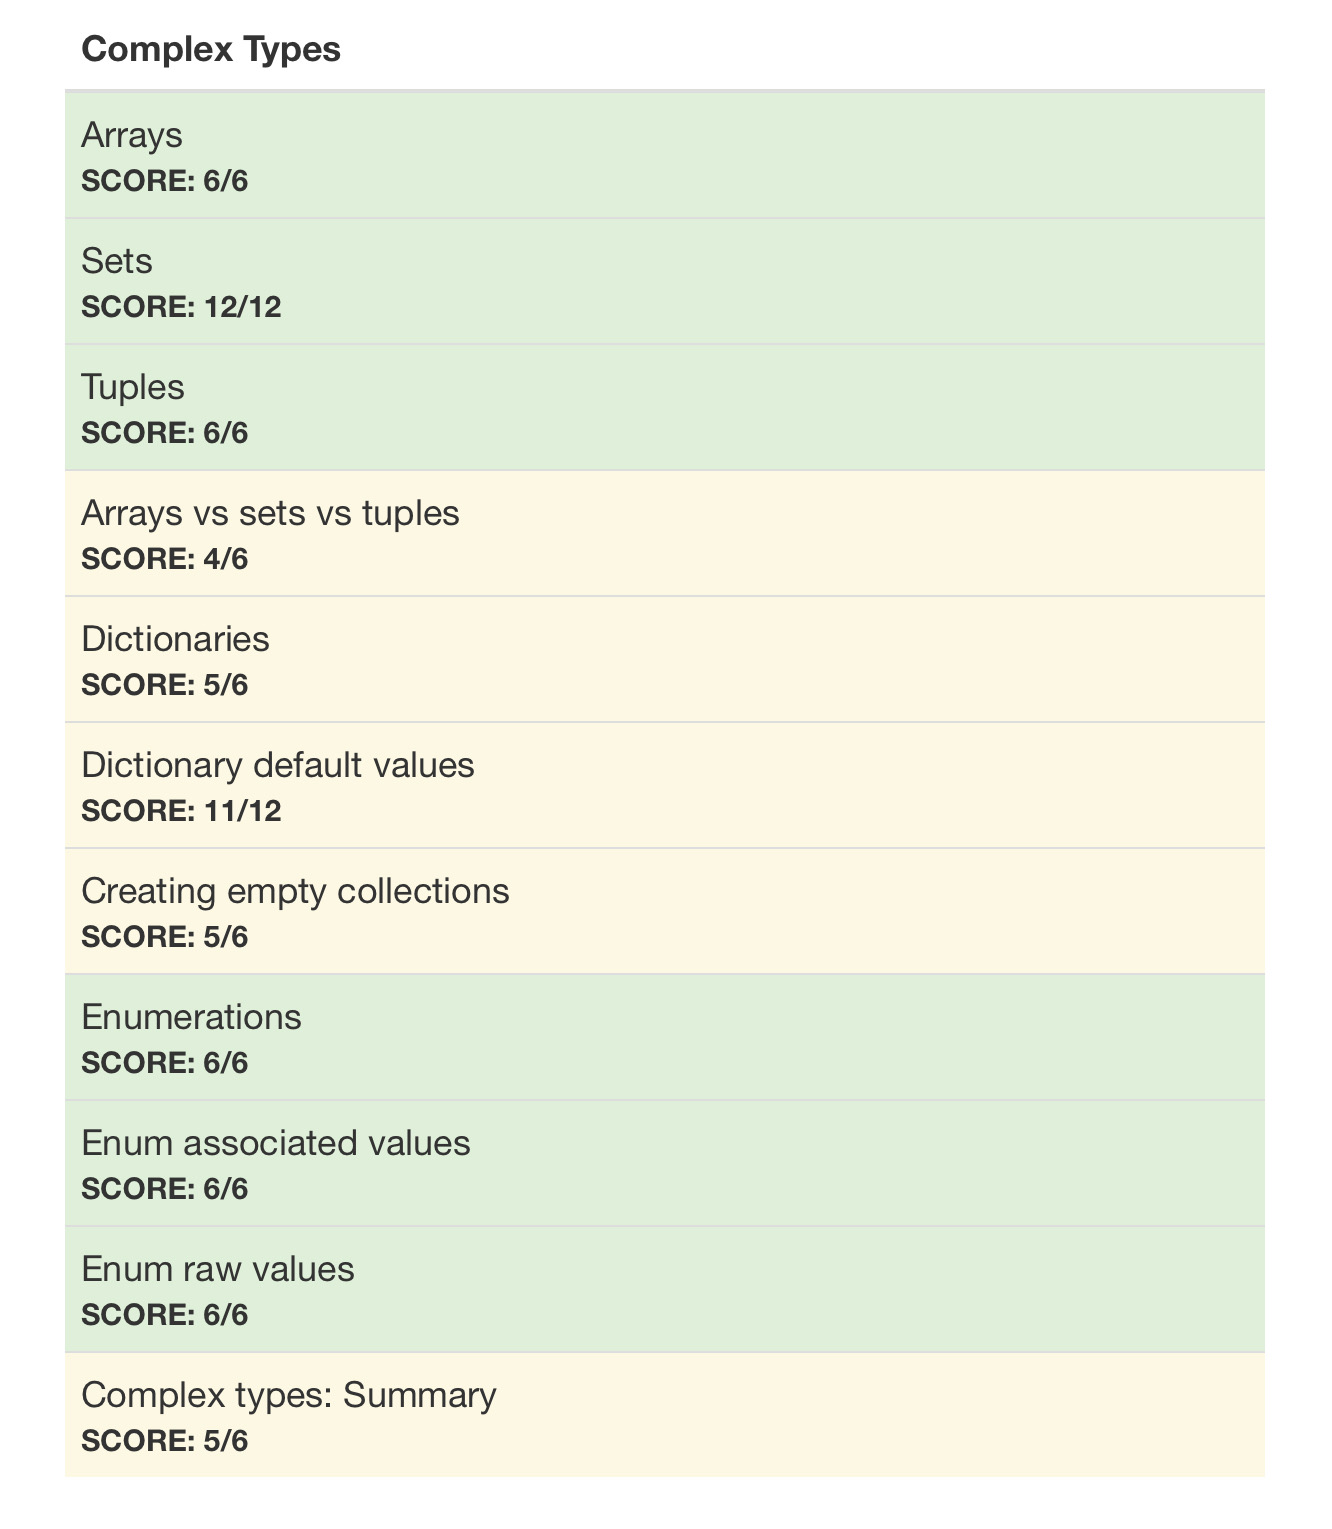 Complex Types
Arrays
SCORE: 6/6
Sets
SCORE: 12/12
Tuples
SCORE: 6/6
Arrays vs sets vs tuples
SCORE: 4/6
Dictionaries
SCORE: 5/6
Dictionary default values
SCORE: 11/12
Creating empty collections
SCORE: 5/6
Enumerations
SCORE: 6/6
Enum associated values
SCORE: 6/6
Enum raw values
SCORE: 6/6
Complex types: Summary
SCORE: 5/6